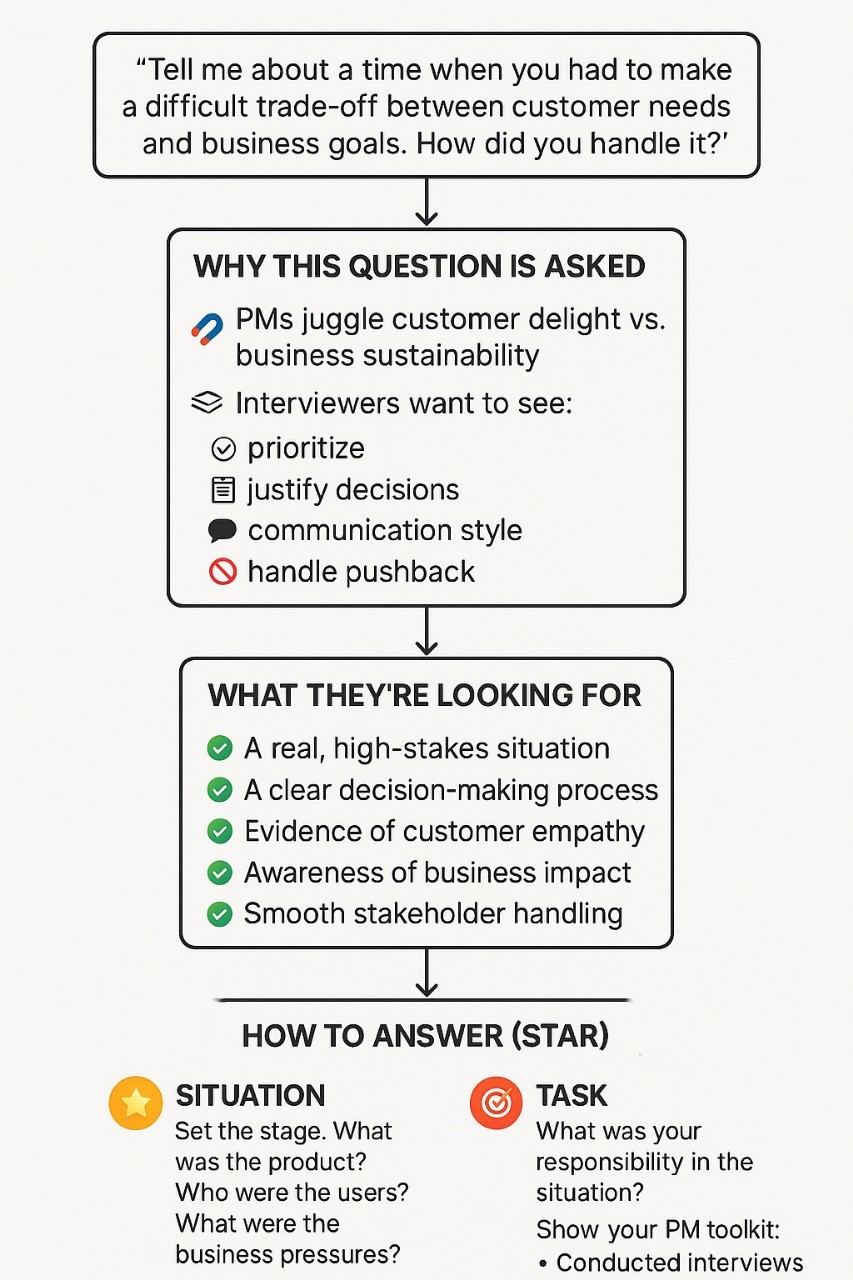 “Tell me about a time when you had to make
a difficult trade-off between customer needs
and business goals. How did you handle it?’
WHY THIS QUESTION IS ASKED
PMs juggle customer delight vs.
business sustainability
Interviewers want to see:
prioritize
justify decisions
communication style
handle pushback
WHAT THEY'RE LOOKING FOR
A real, high-stakes situation
A clear decision-making process
Evidence of customer empathy
Awareness of business impact
Smooth stakeholder handling
HOW TO ANSWER (STAR)
SITUATION
Set the stage. What
was the product?
Who were the users?
What were the
business pressures?
TASK
What was your
responsibility in the
situation?
Show your PM toolkit:
• Conducted interviews